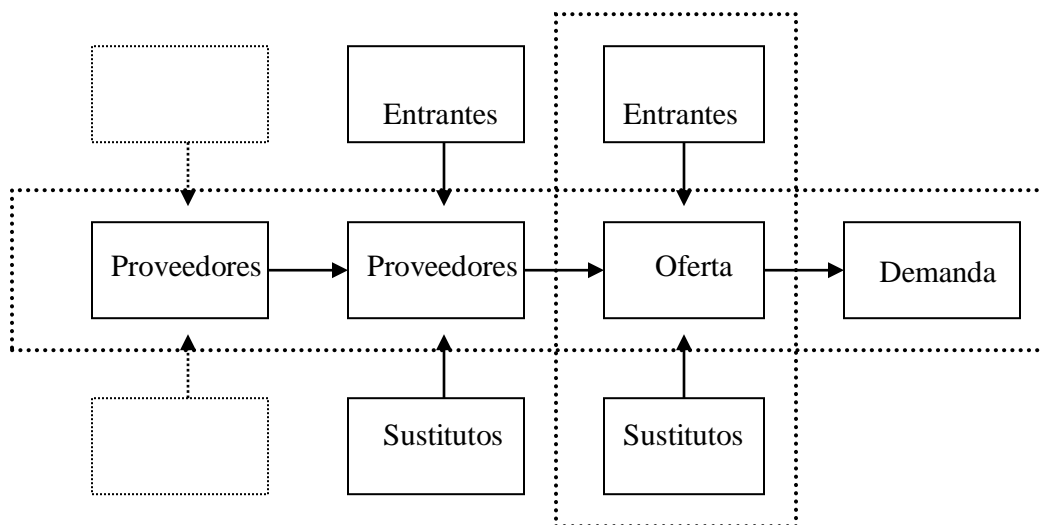 Entrantes
Entrantes
Proveedores
Proveedores
Oferta
Demanda
Sustitutos
Sustitutos